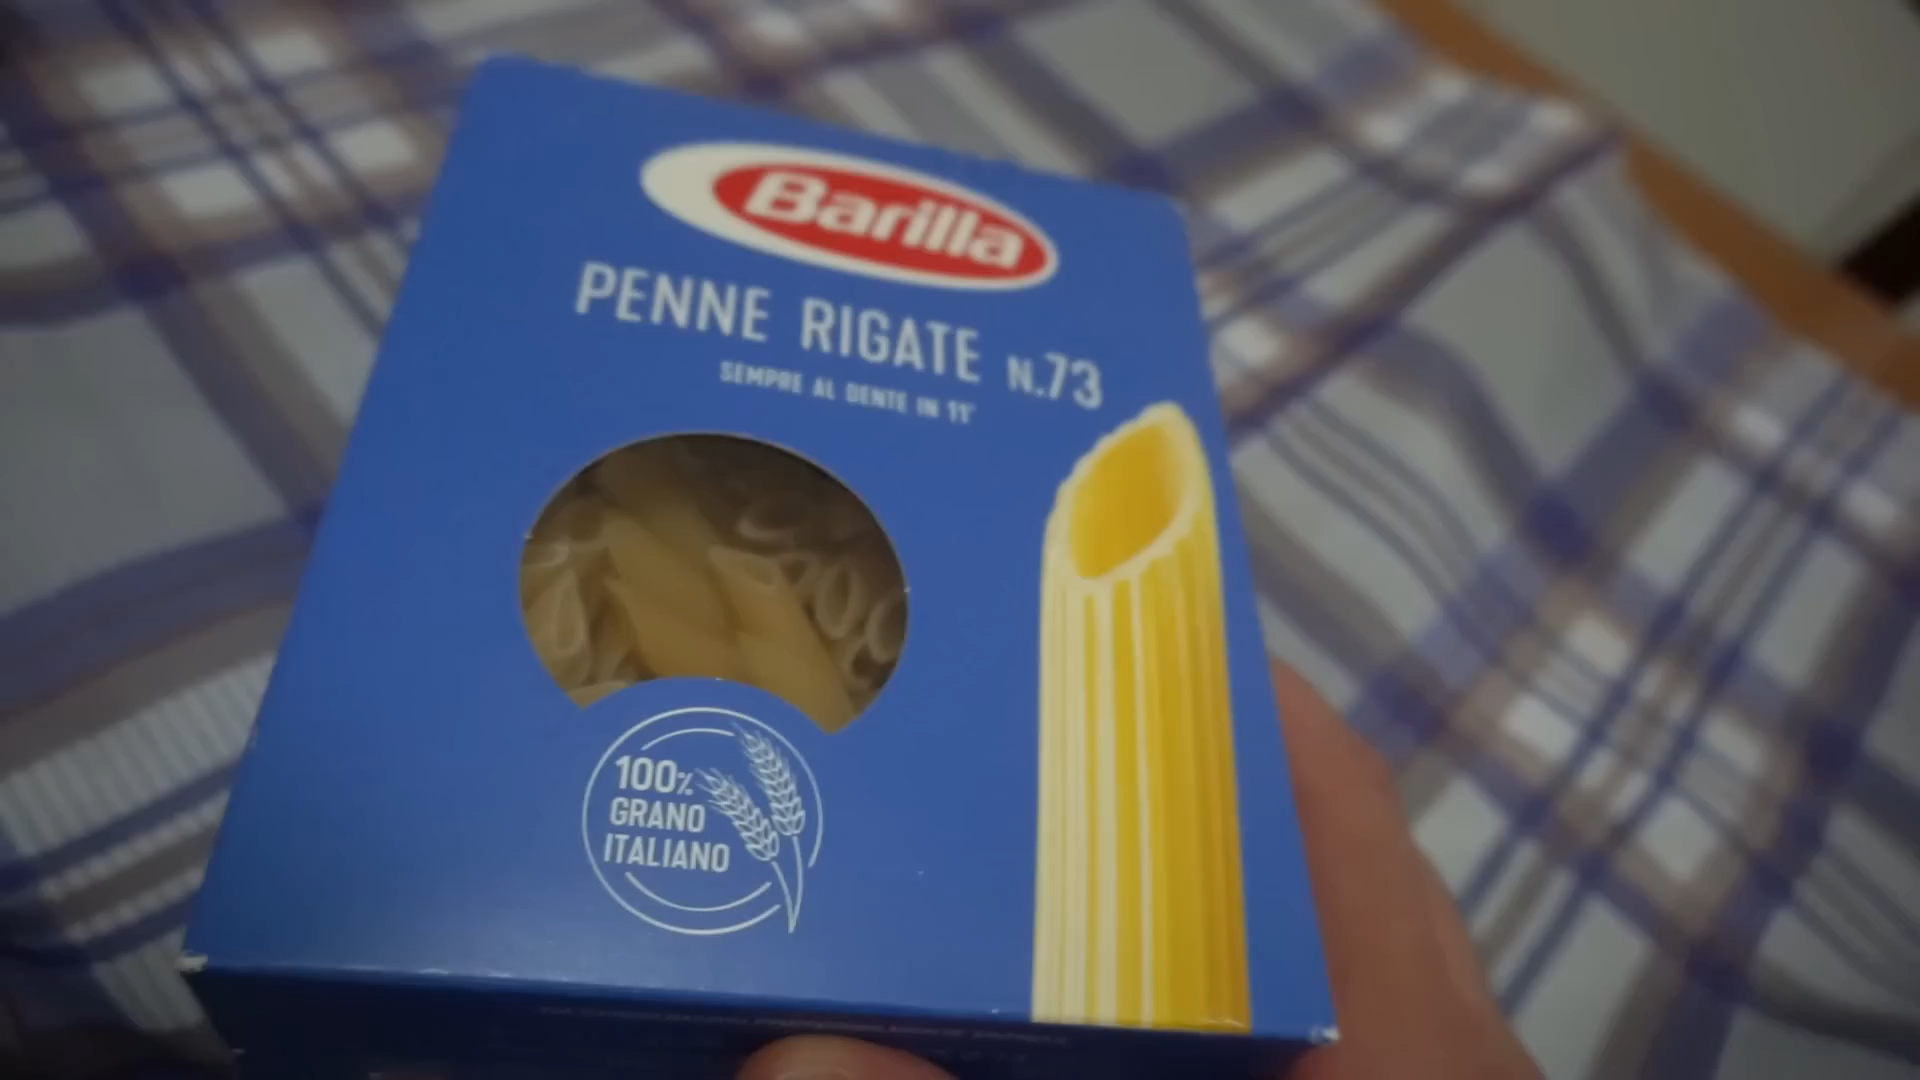 Barilla
PENNE RIGATE N.73
SEMPRE AL DENTE IN 11'
100%
GRANO
ITALIANO